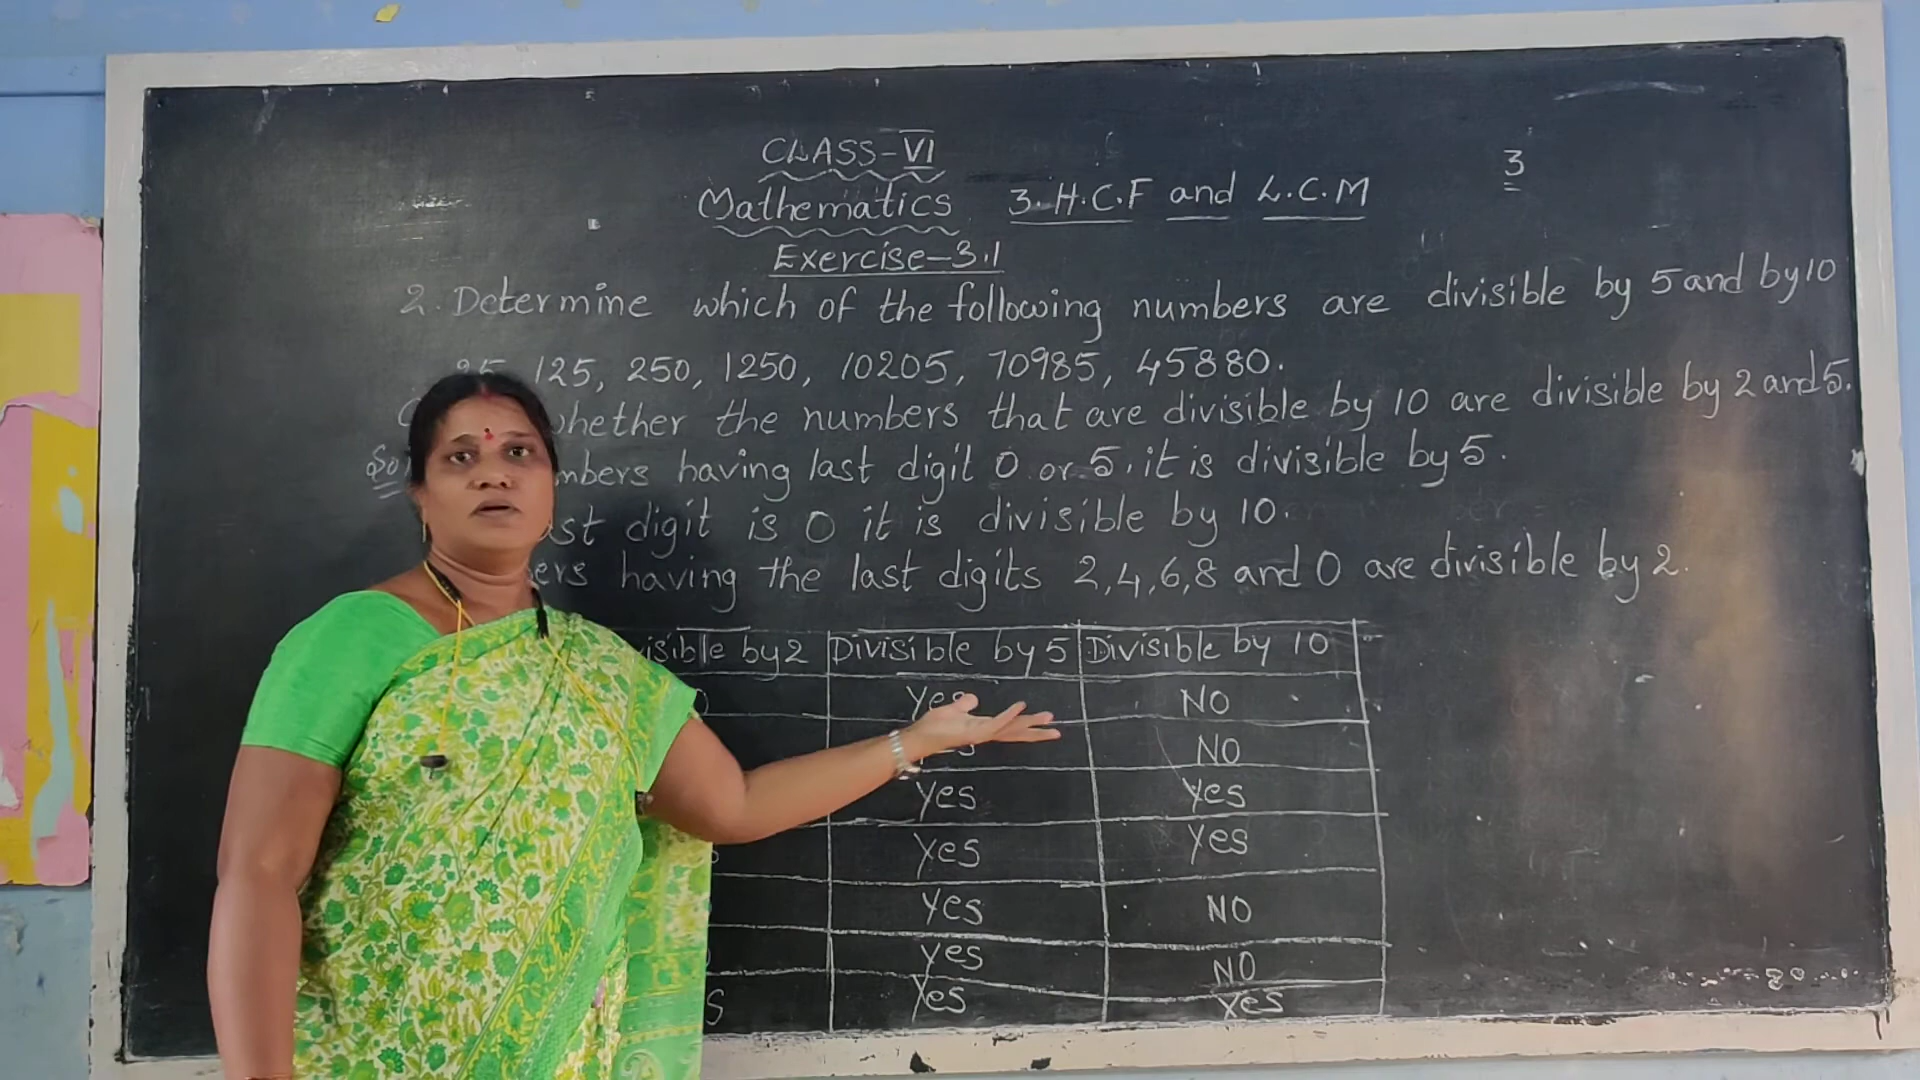 CLASS-VI
3
Mathematics 3. H.C.F and L.C.M
Exercise-3.1
2. Determine which of the following numbers are divisible by 5 and by 10
25, 125, 250, 1250, 10205, 70985, 45880.
whether the numbers that are divisible by 10 are divisible by 2 and 5.
having last digit 0 or 5, it is divisible by 5.
digit is 0 it is divisible by 10.
having the last digits 2,4,6,8 and 0 are divisible by 2.
by 2 Divisible by 5 Divisible by 10
Yes NO
NO
Yes Yes
Yes Yes
Yes NO
Yes NO
Yes Yes